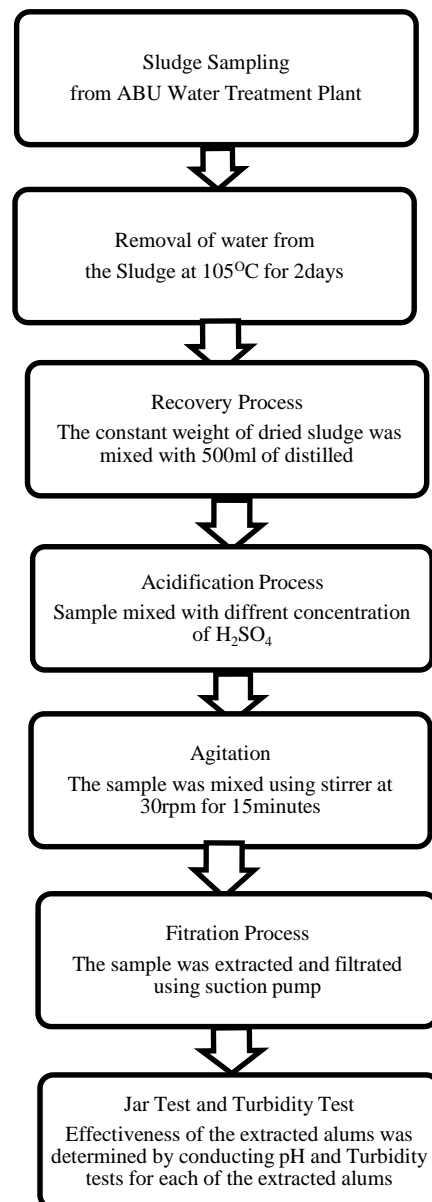 Sludge Sampling
from ABU Water Treatment Plant
Removal of water from
the Sludge at 105ᴼC for 2days
Recovery Process
The constant weight of dried sludge was
mixed with 500ml of distilled
Acidification Process
Sample mixed with diffrent concentration
of H₂SO₄
Agitation
The sample was mixed using stirrer at
30rpm for 15minutes
Fitration Process
The sample was extracted and filtrated
using suction pump
Jar Test and Turbidity Test
Effectiveness of the extracted alums was
determined by conducting pH and Turbidity
tests for each of the extracted alums